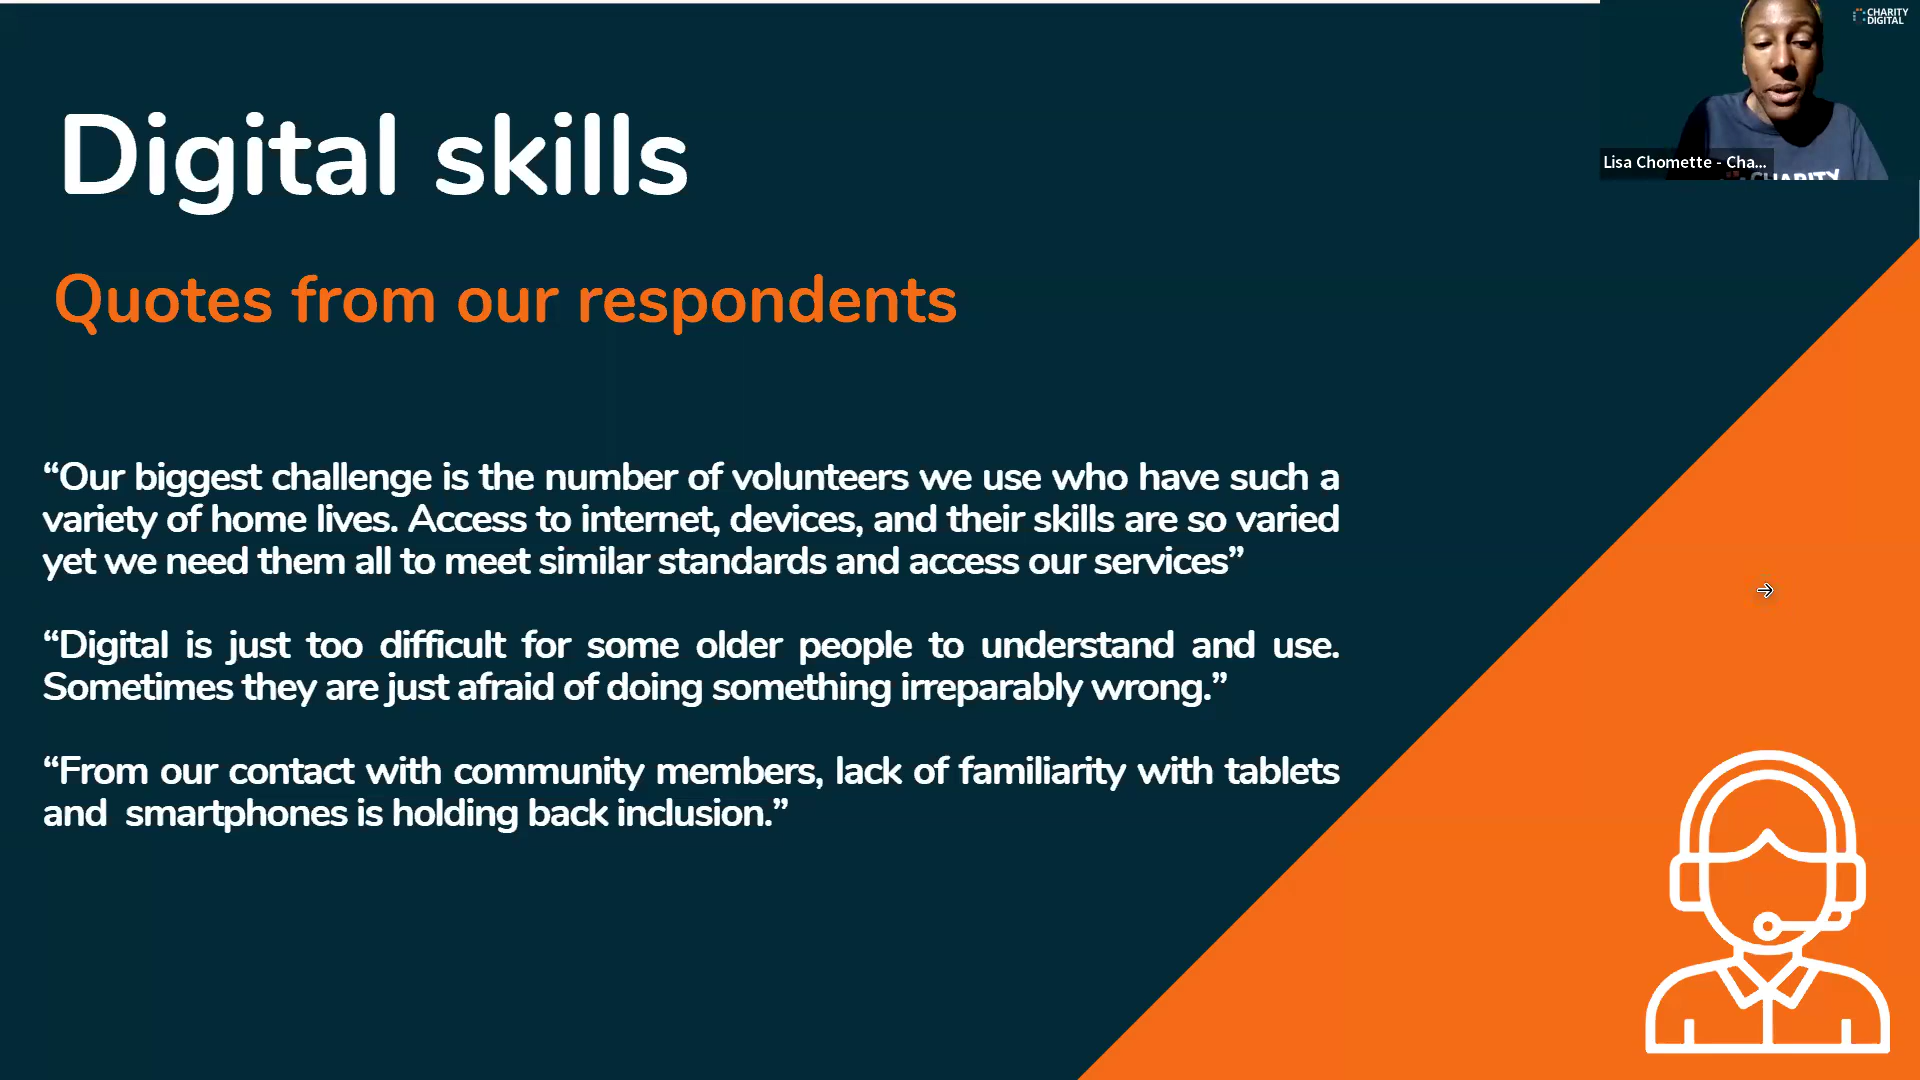 CHARITY
DIGITAL
Lisa Chomette - Cha...
CHARITY
Digital skills
Quotes from our respondents
“Our biggest challenge is the number of volunteers we use who have such a
variety of home lives. Access to internet, devices, and their skills are so varied
yet we need them all to meet similar standards and access our services”
“Digital is just too difficult for some older people to understand and use.
Sometimes they are just afraid of doing something irreparably wrong.”
“From our contact with community members, lack of familiarity with tablets
and  smartphones is holding back inclusion.”